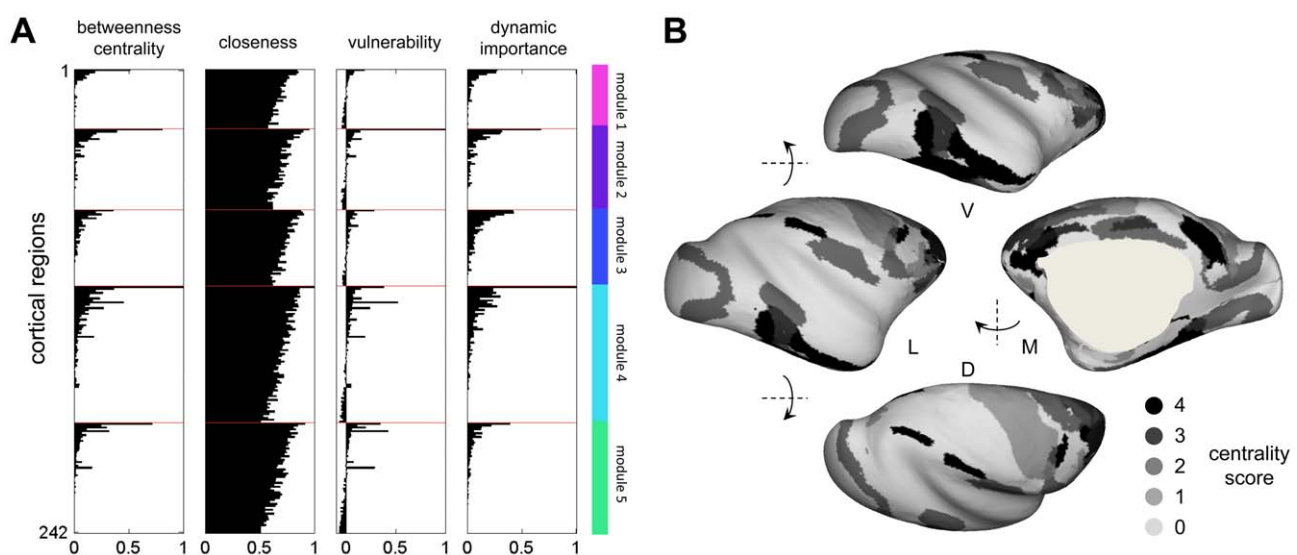 A
betweenness
centrality
closeness
vulnerability
dynamic
importance
1
cortical regions
242
module 1
module 2
module 3
module 4
module 5
0 0.5 1
0 0.5 1
0 0.5 1
0 0.5 1
B
V
L
M
D
4
3
2
1
0
centrality
score